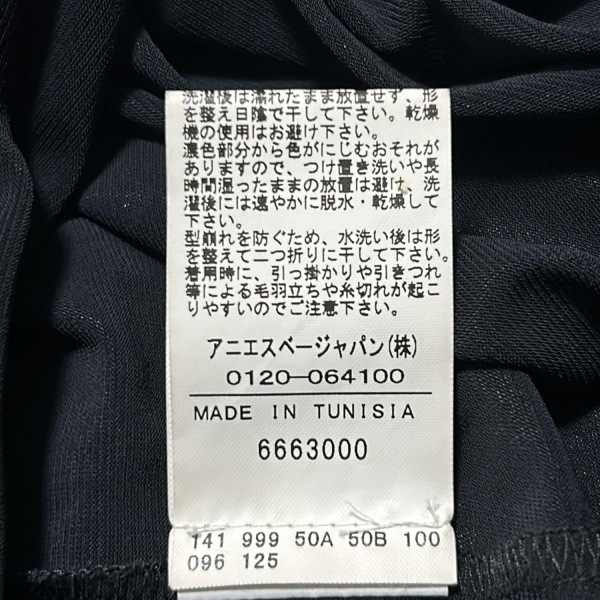 洗濯後は濡れたまま放置せず、形
を整え日陰で干して下さい。乾燥
機の使用はお避け下さい。
濃色部分から色がにじむおそれが
ありますので、つけ置き洗いや長
時間湿ったままの放置は避け、洗
濯後には速やかに脱水・乾燥して
下さい。
型崩れを防ぐため、水洗い後は形
を整えて二つ折りに干して下さい。
着用時に、引っ掛かりや引きつれ
等による毛羽立ちや糸切れが起こ
りやすいのでご注意下さい。
アニエスベージャパン(株)
0120-064100
MADE IN TUNISIA
6663000
141 999 50A 50B 100
096 125